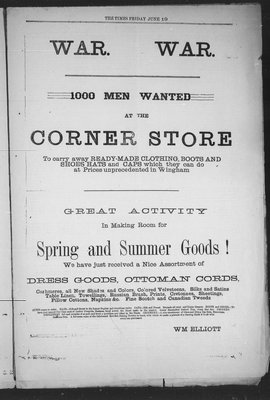 THE TIMES FRIDAY JUNE
WAR. WAR.
1000 MEN WANTED
AT THE
CORNER STORE
To carry away READY-MADE CLOTHING, BOOTS AND
SHOES HATS and CAPS which they can do
at Prices unprecedented in Wingham
GREAT ACTIVITY
In Making Room for
Spring and Summer Goods !
We have just received a Nice Assortment of
DRESS GOODS, OTTOMAN CORDS,
Cashmeres, all New Shades and Colors, Colored Velveteens, Silks and Satins
Table Linen, Towellings, Russian Brush, Prints, Cretonnes, Sheetings,
Pillow Cottons, Napkins &c. Fine Scotch and Canadian Tweeds
WM ELLIOTT